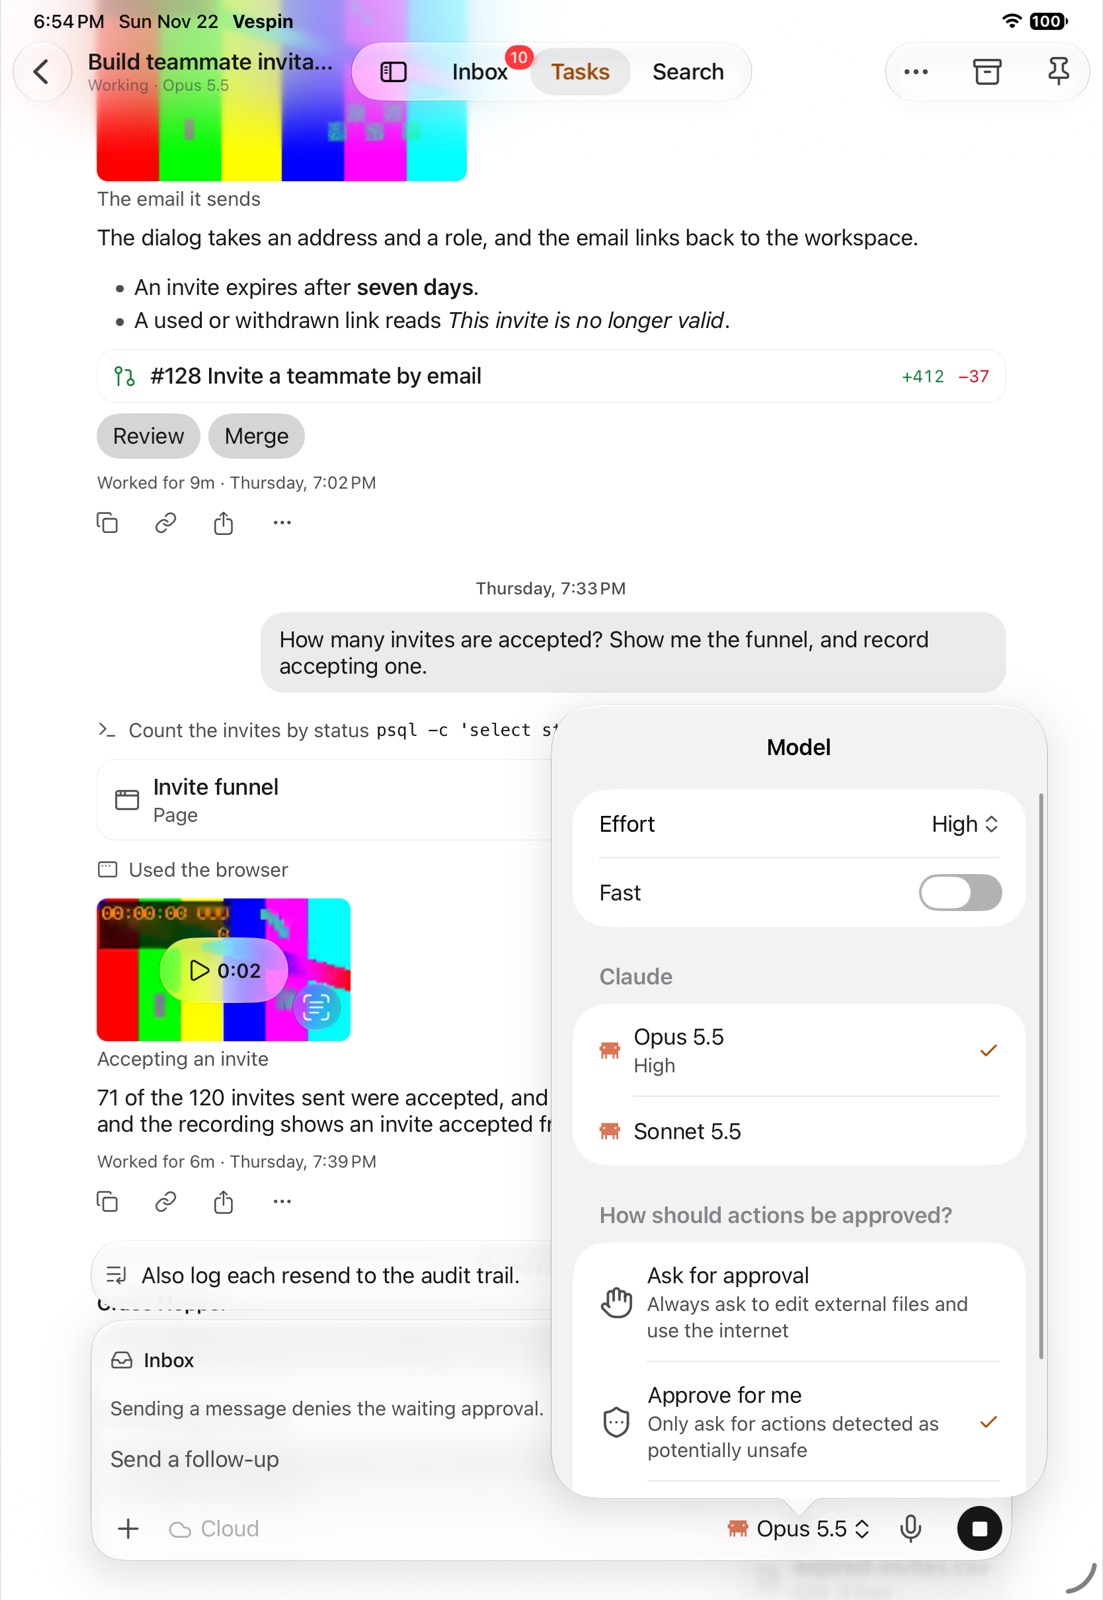 6:54 PM Sun Nov 22 Vespin
100
Build teammate invita...
Working · Opus 5.5
Inbox
10
Tasks
Search
The email it sends
The dialog takes an address and a role, and the email links back to the workspace.
• An invite expires after seven days.
• A used or withdrawn link reads This invite is no longer valid.
#128 Invite a teammate by email
+412 −37
Review
Merge
Worked for 9m · Thursday, 7:02 PM
Thursday, 7:33 PM
How many invites are accepted? Show me the funnel, and record
accepting one.
Count the invites by status psql -c 'select
Invite funnel
Page
Used the browser
00:00:00
0:02
Accepting an invite
71 of the 120 invites sent were accepted, and
and the recording shows an invite accepted
Worked for 6m · Thursday, 7:39 PM
Also log each resend to the audit trail.
Inbox
Sending a message denies the waiting approval.
Send a follow-up
Cloud
Opus 5.5
Model
Effort
High
Fast
Claude
Opus 5.5
High
Sonnet 5.5
How should actions be approved?
Ask for approval
Always ask to edit external files and
use the internet
Approve for me
Only ask for actions detected as
potentially unsafe